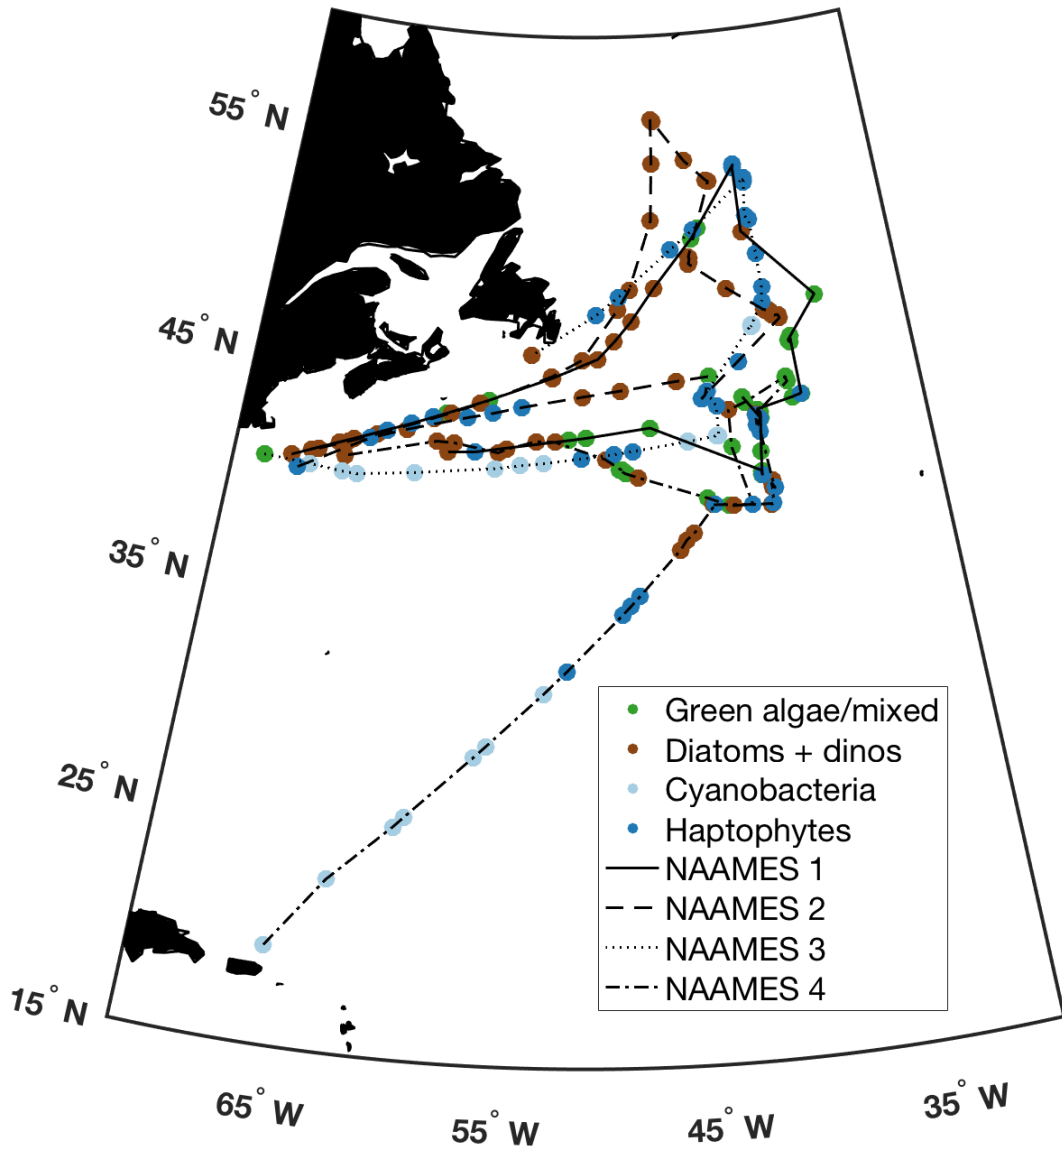 55° N
45° N
35° N
25° N
15° N
Green algae/mixed
Diatoms + dinos
Cyanobacteria
Haptophytes
NAAMES 1
NAAMES 2
NAAMES 3
NAAMES 4
65° W
55° W
45° W
35° W